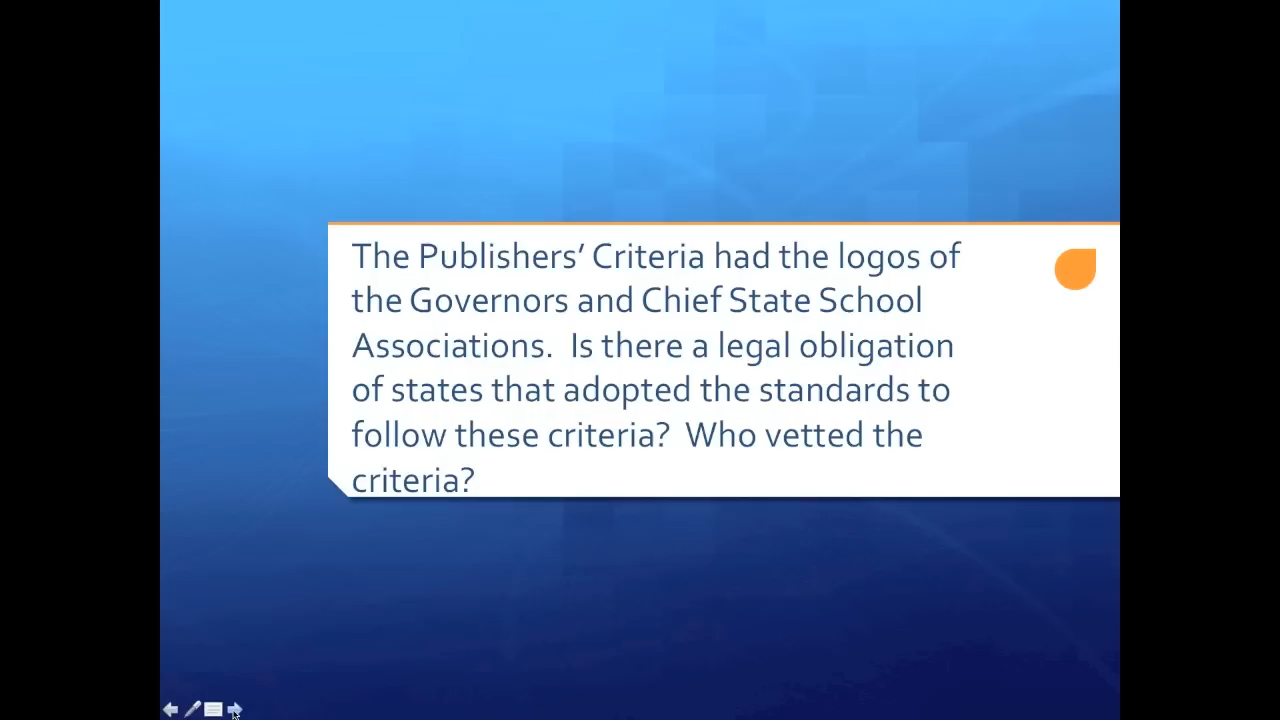 The Publishers’ Criteria had the logos of
the Governors and Chief State School
Associations.  Is there a legal obligation
of states that adopted the standards to
follow these criteria?  Who vetted the
criteria?